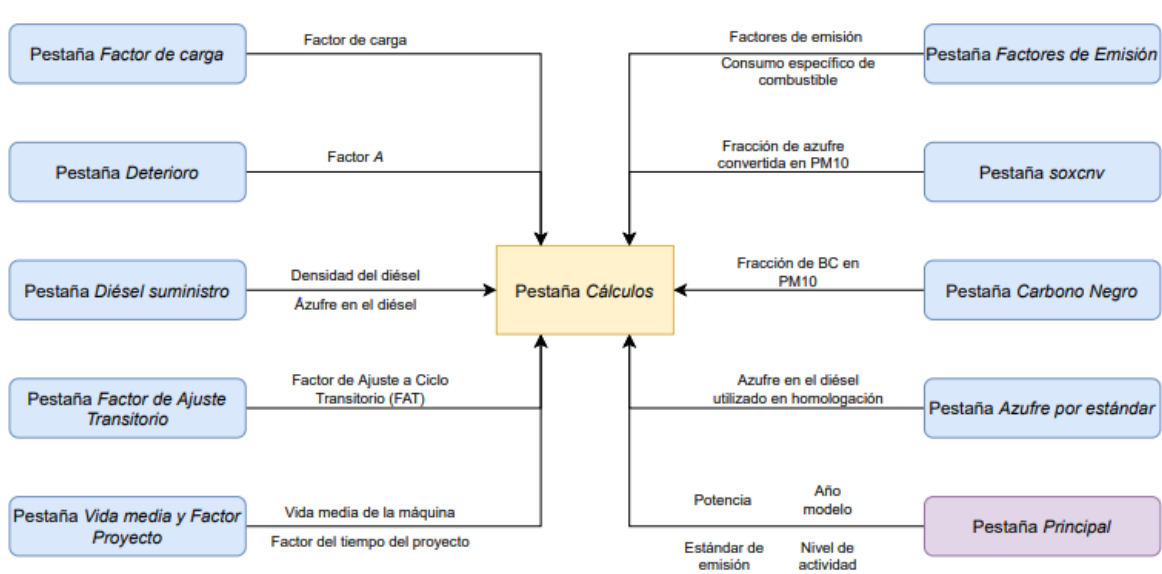 Pestaña Factor de carga
Factor de carga
Factores de emisión
Consumo específico de
combustible
Pestaña Factores de Emisión
Pestaña Deterioro
Factor A
Fracción de azufre
convertida en PM10
Pestaña soxcnv
Pestaña Diésel suministro
Densidad del diésel
Ázufre en el diésel
Pestaña Cálculos
Fracción de BC en
PM10
Pestaña Carbono Negro
Pestaña Factor de Ajuste
Transitorio
Factor de Ajuste a Ciclo
Transitorio (FAT)
Azufre en el diésel
utilizado en homologación
Pestaña Azufre por estándar
Pestaña Vida media y Factor
Proyecto
Vida media de la máquina
Factor del tiempo del proyecto
Potencia
Año
modelo
Estándar de
emisión
Nivel de
actividad
Pestaña Principal